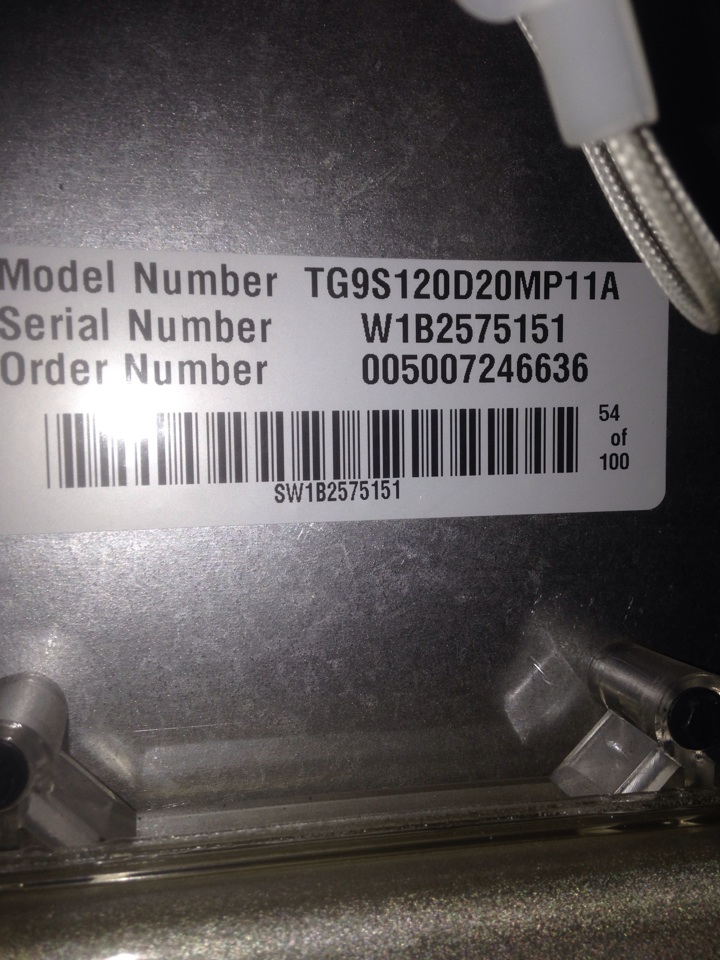 Model Number TG9S120D20MP11A
Serial Number W1B2575151
Order Number 005007246636
54
of
100
SW1B2575151